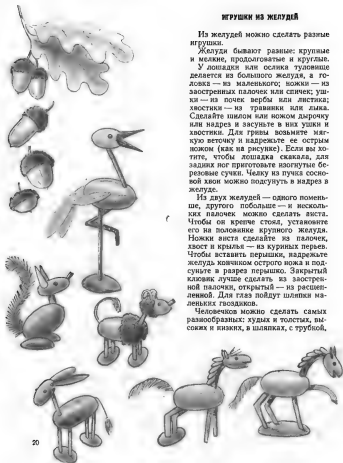 ИГРУШКИ ИЗ ЖЕЛУДЕЙ
Из желудей можно сделать разные
игрушки.
Желуди бывают разные: крупные
и мелкие, продолговатые и круглые.
У лошадки или ослика туловище
делается из большого желудя, а го-
ловка — из маленького; ножки — из
заостренных палочек или спичек; уш-
ки — из почек вербы или листика;
хвостики — из травинки или лыка.
Сделайте шилом или ножом дырочку
или надрез и засуньте в них ушки и
хвостики. Для гривы возьмите мяг-
кую веточку и надрежьте ее острым
ножом (как на рисунке). Если вы хо-
тите, чтобы лошадка скакала, для
задних ног приготовьте изогнутые бе-
резовые сучки. Челку из пучка сосно-
вой хвои можно подсунуть в надрез в
желуде.
Из двух желудей — одного помень-
ше, другого побольше — и несколь-
ких палочек можно сделать аиста.
Чтобы он крепче стоял, установите
его на половинке крупного желудя.
Ножки аиста сделайте из палочек,
хвост и крылья — из куриных перьев.
Чтобы вставить перышки, надрежьте
желудь кончиком острого ножа и под-
суньте в разрез перышко. Закрытый
клювик лучше сделать из заострен-
ной палочки, открытый — из расщеп-
ленной. Для глаз пойдут шляпки ма-
леньких гвоздиков.
Человечков можно сделать самых
разнообразных: худых и толстых, вы-
соких и низких, в шляпках, с трубкой,
20